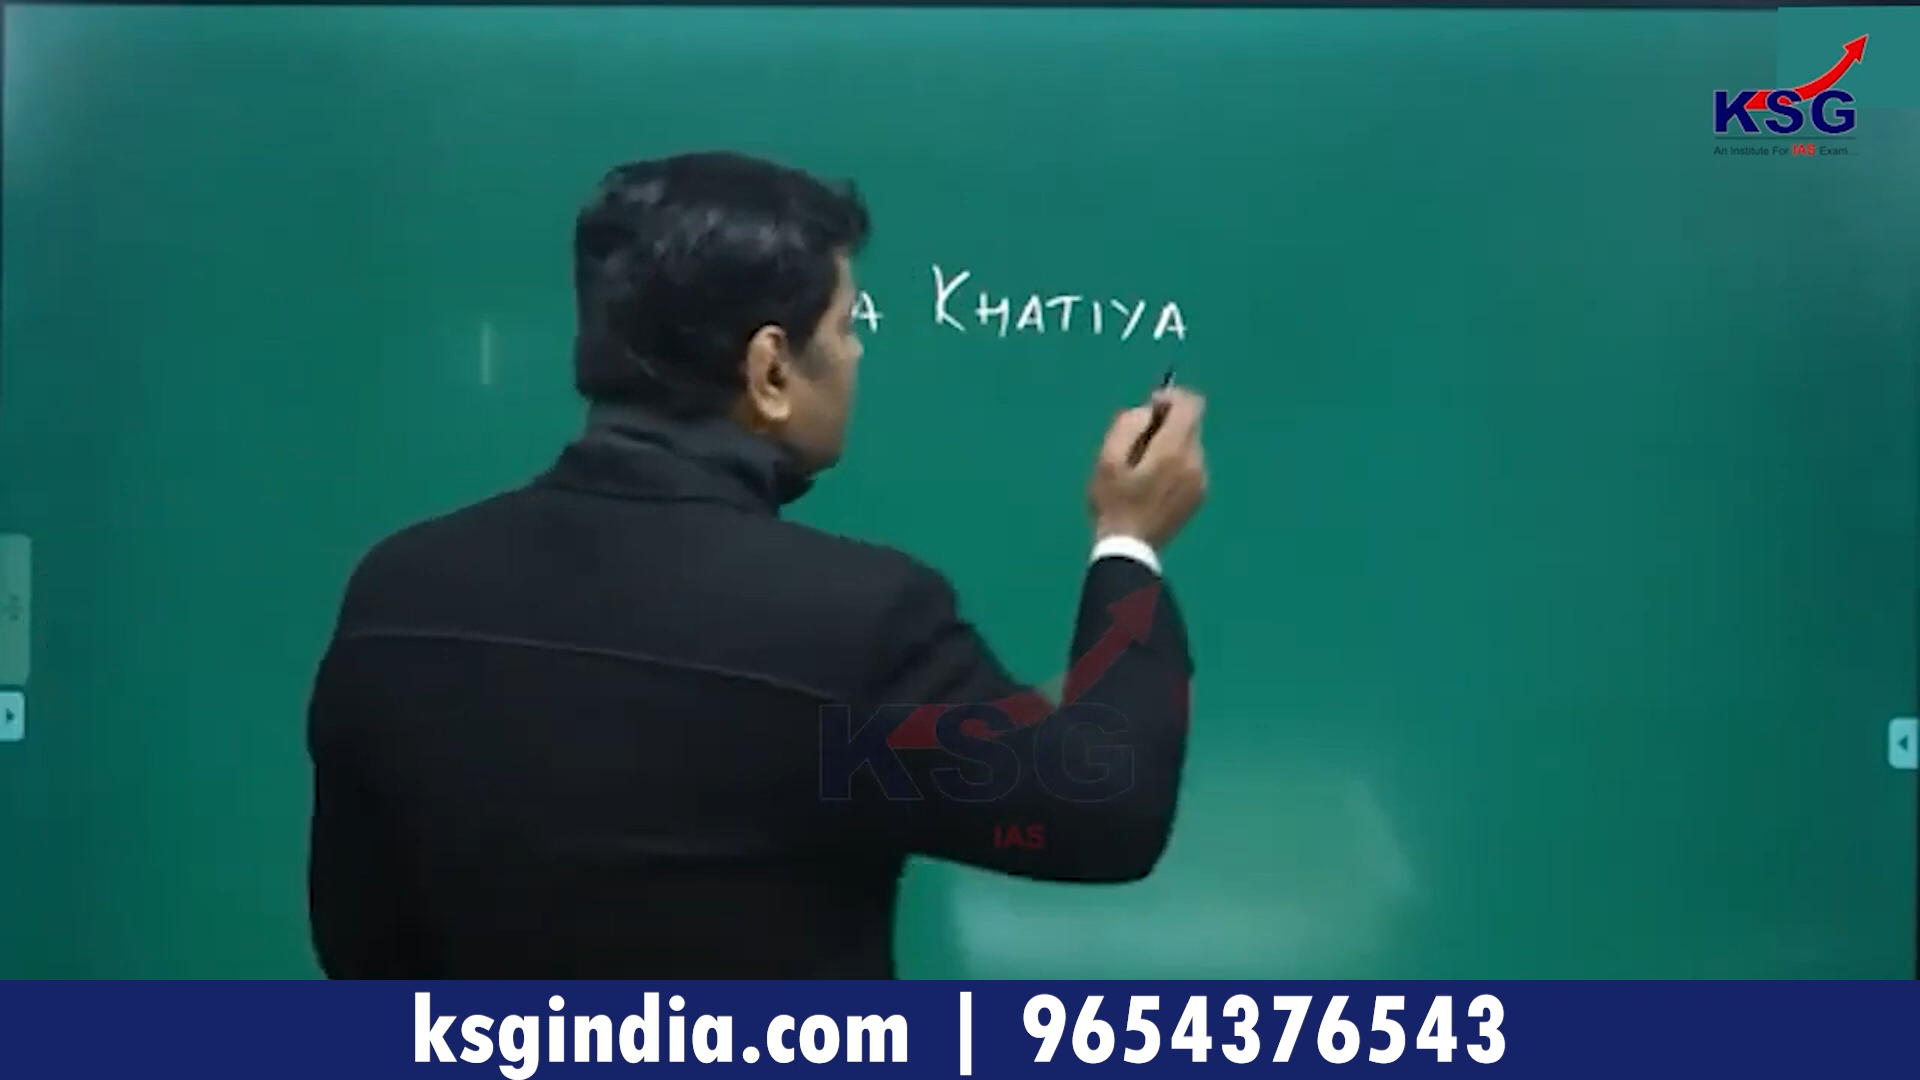 KSG
An Institute For IAS Exam...
A KHATIYA
KSG
IAS
ksgindia.com | 9654376543